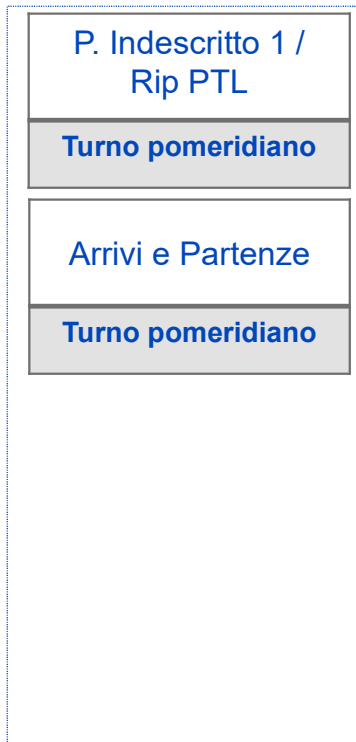 P. Indescritto 1 /
Rip PTL
Turno pomeridiano
Arrivi e Partenze
Turno pomeridiano